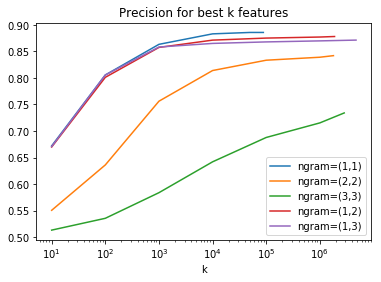 Precision for best k features
0.90
0.85
0.80
0.75
0.70
0.65
0.60
0.55
0.50
ngram=(1,1)
ngram=(2,2)
ngram=(3,3)
ngram=(1,2)
ngram=(1,3)
10¹ 10² 10³ 10⁴ 10⁵ 10⁶
k